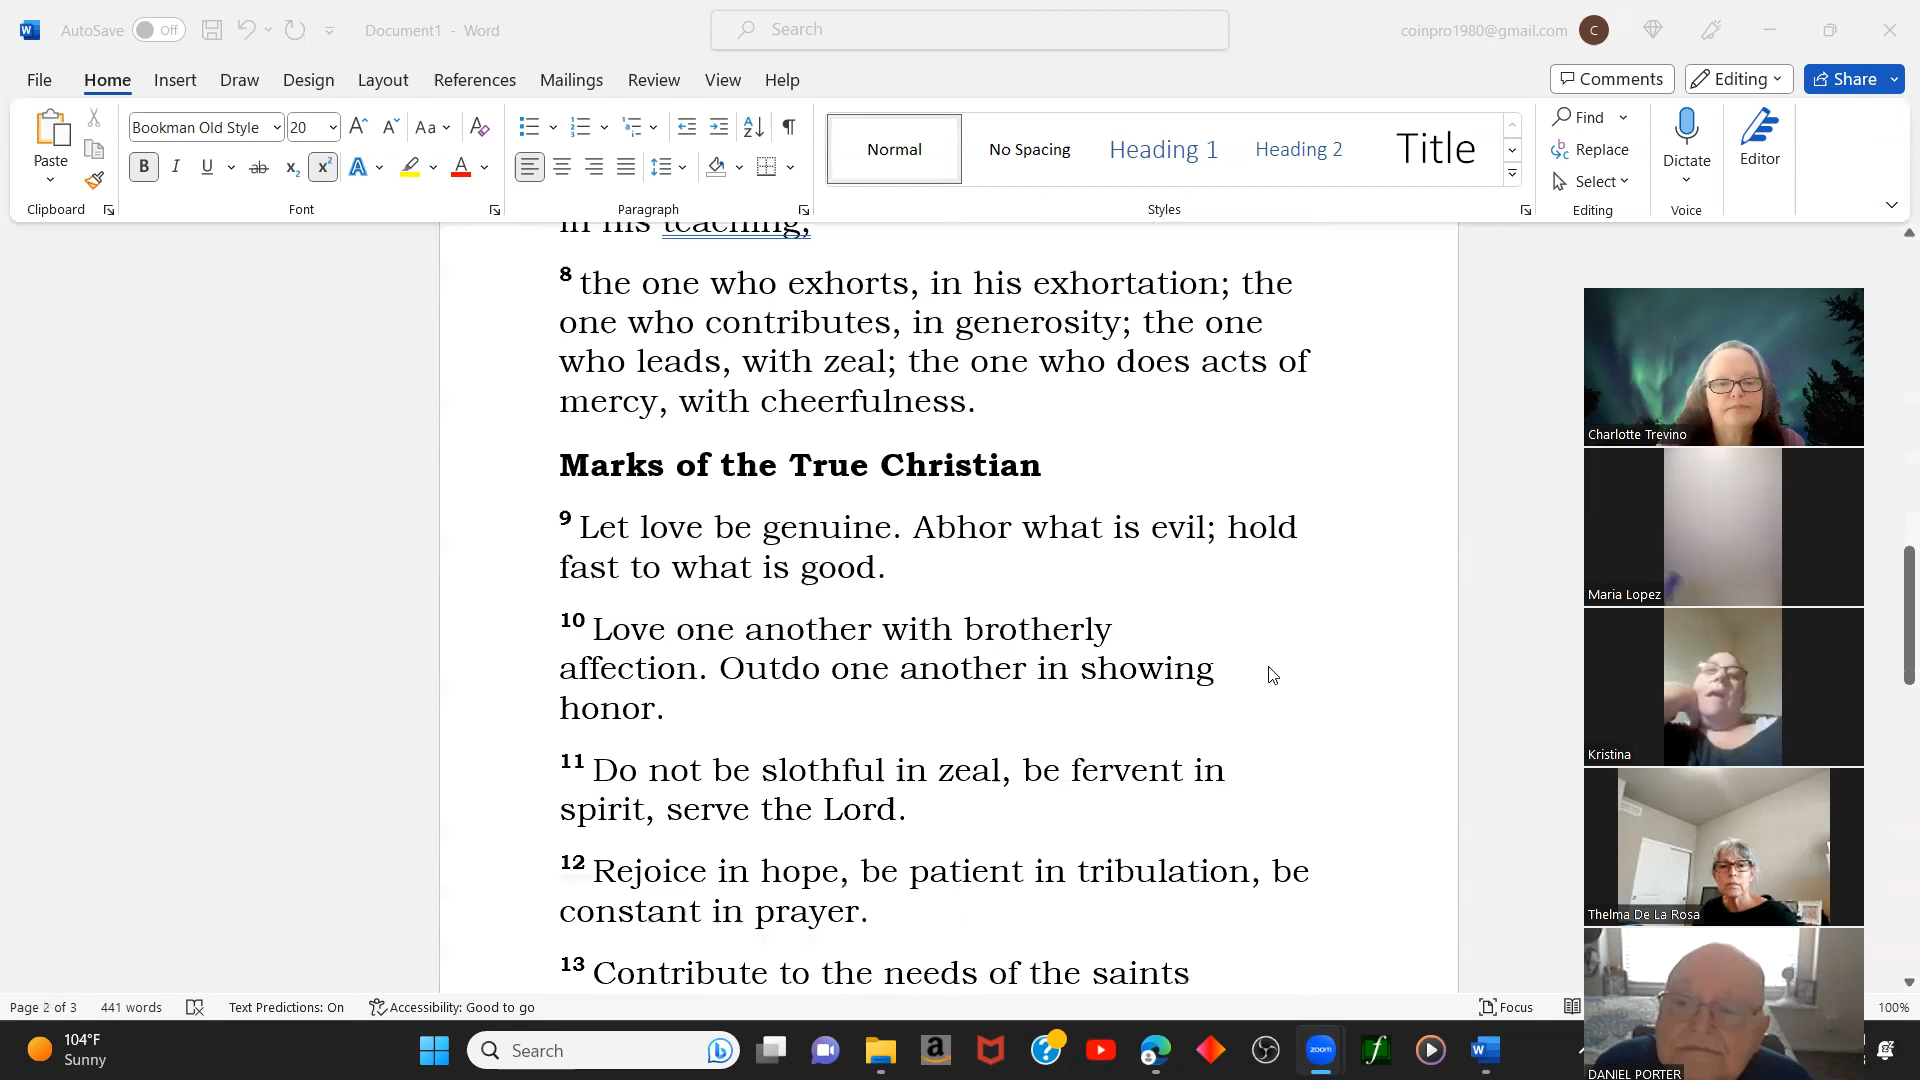 AutoSave Off Document1 - Word Search coinpro1980@gmail.com C
File Home Insert Draw Design Layout References Mailings Review View Help Comments Editing Share
Paste Bookman Old Style 20 Aa Normal No Spacing Heading 1 Heading 2 Title Find Replace Select Dictate Editor
B I U ab x₂ x² A A
Clipboard Font Paragraph Styles Editing Voice
in his teaching;
8 the one who exhorts, in his exhortation; the
one who contributes, in generosity; the one
who leads, with zeal; the one who does acts of
mercy, with cheerfulness.
Marks of the True Christian
9 Let love be genuine. Abhor what is evil; hold
fast to what is good.
10 Love one another with brotherly
affection. Outdo one another in showing
honor.
11 Do not be slothful in zeal, be fervent in
spirit, serve the Lord.
12 Rejoice in hope, be patient in tribulation, be
constant in prayer.
13 Contribute to the needs of the saints
Charlotte Trevino
Maria Lopez
Kristina
Thelma De La Rosa
DANIEL PORTER
Page 2 of 3 441 words Text Predictions: On Accessibility: Good to go Focus 100%
104°F
Sunny
Search
zoom